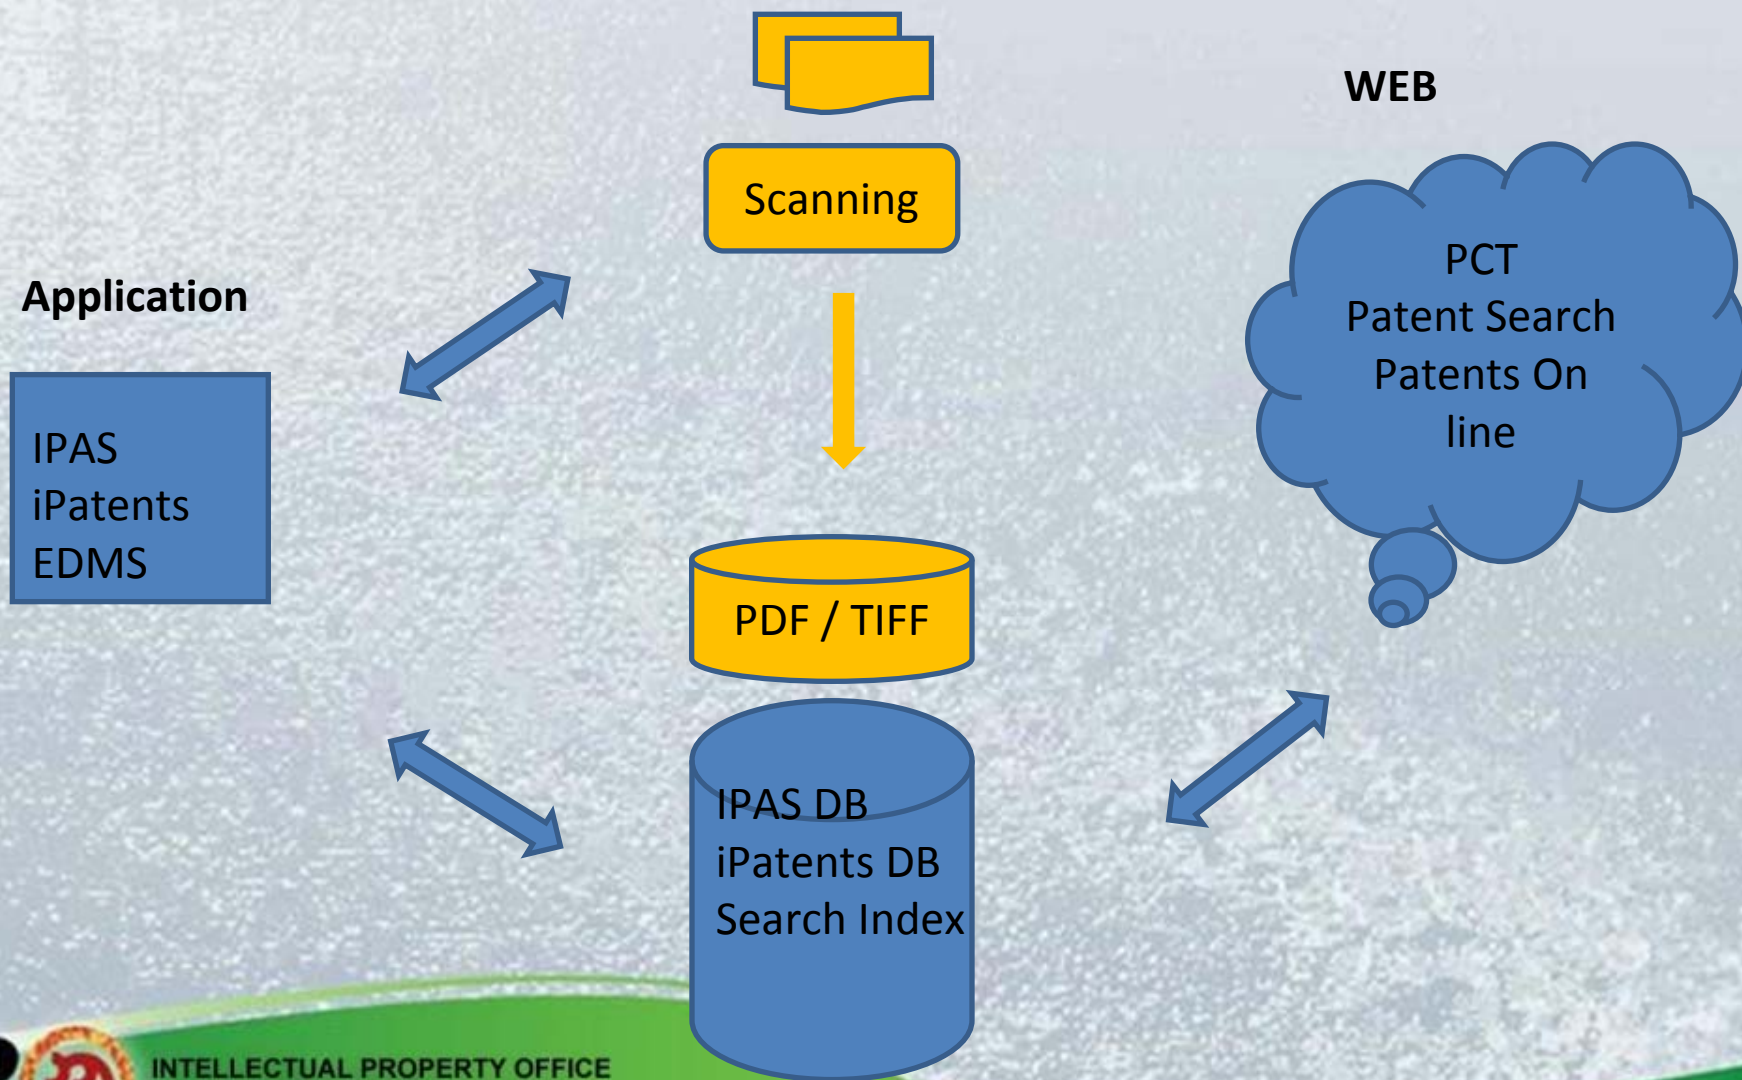 WEB
Scanning
Application
PCT
Patent Search
Patents On
line
IPAS
iPatents
EDMS
PDF / TIFF
IPAS DB
iPatents DB
Search Index
INTELLECTUAL PROPERTY OFFICE